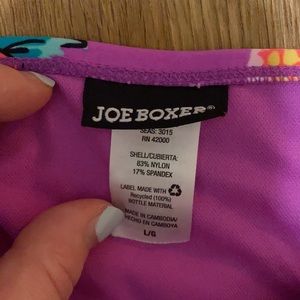 JOE BOXER®
SEAS: 3015
RN 42000
SHELL/CUBIERTA:
83% NYLON
17% SPANDEX
LABEL MADE WITH
Recycled (100%)
BOTTLE MATERIAL
MADE IN CAMBODIA/
HECHO EN CAMBOYA
L/G